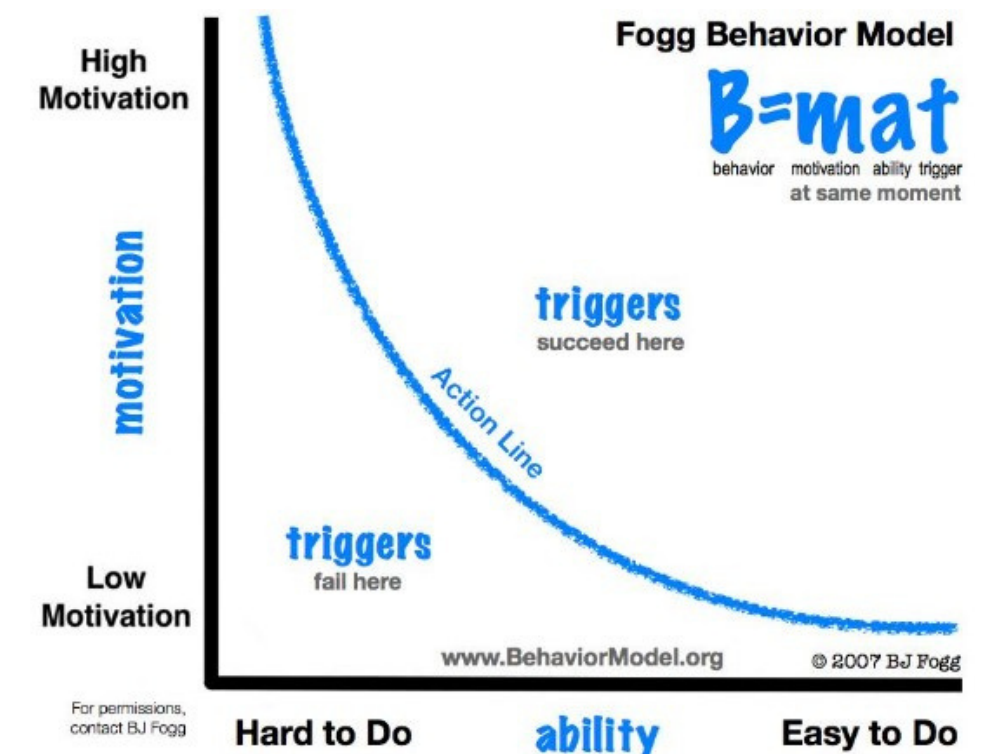 Fogg Behavior Model
B=mat
behavior motivation ability trigger
at same moment
High
Motivation
motivation
triggers
succeed here
Action Line
triggers
fail here
Low
Motivation
www.BehaviorModel.org
© 2007 BJ Fogg
For permissions,
contact BJ Fogg
Hard to Do
ability
Easy to Do